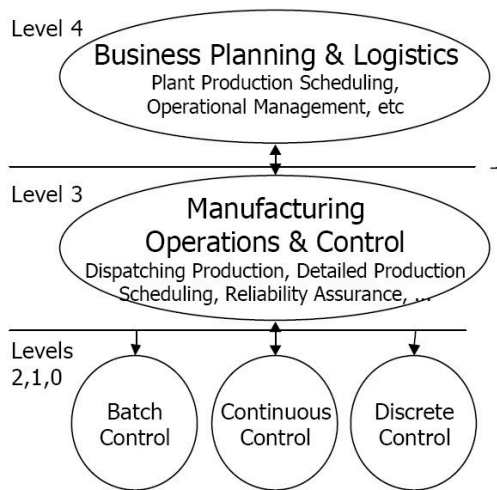 Level 4
Business Planning & Logistics
Plant Production Scheduling,
Operational Management, etc
Level 3
Manufacturing
Operations & Control
Dispatching Production, Detailed Production
Scheduling, Reliability Assurance, ...
Levels
2,1,0
Batch
Control
Continuous
Control
Discrete
Control